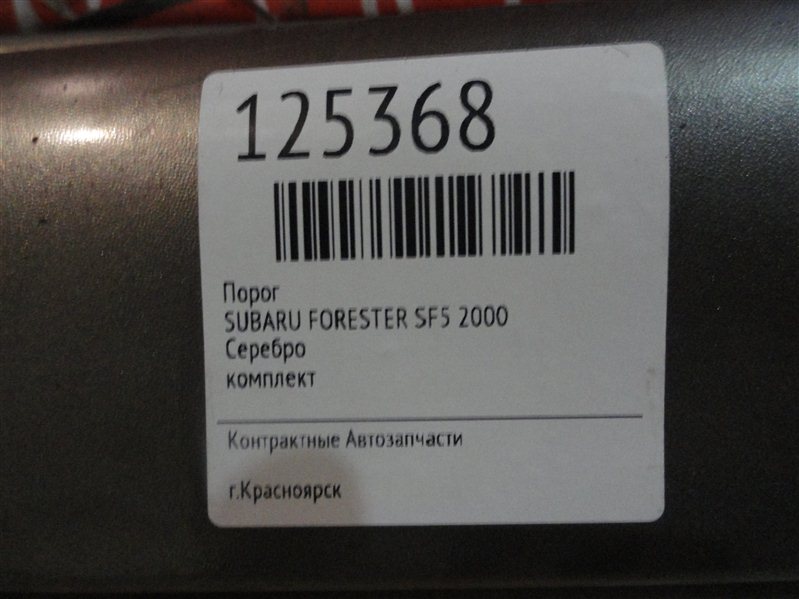 125368
Порог
SUBARU FORESTER SF5 2000
Серебро
комплект
Контрактные Автозапчасти
г.Красноярск